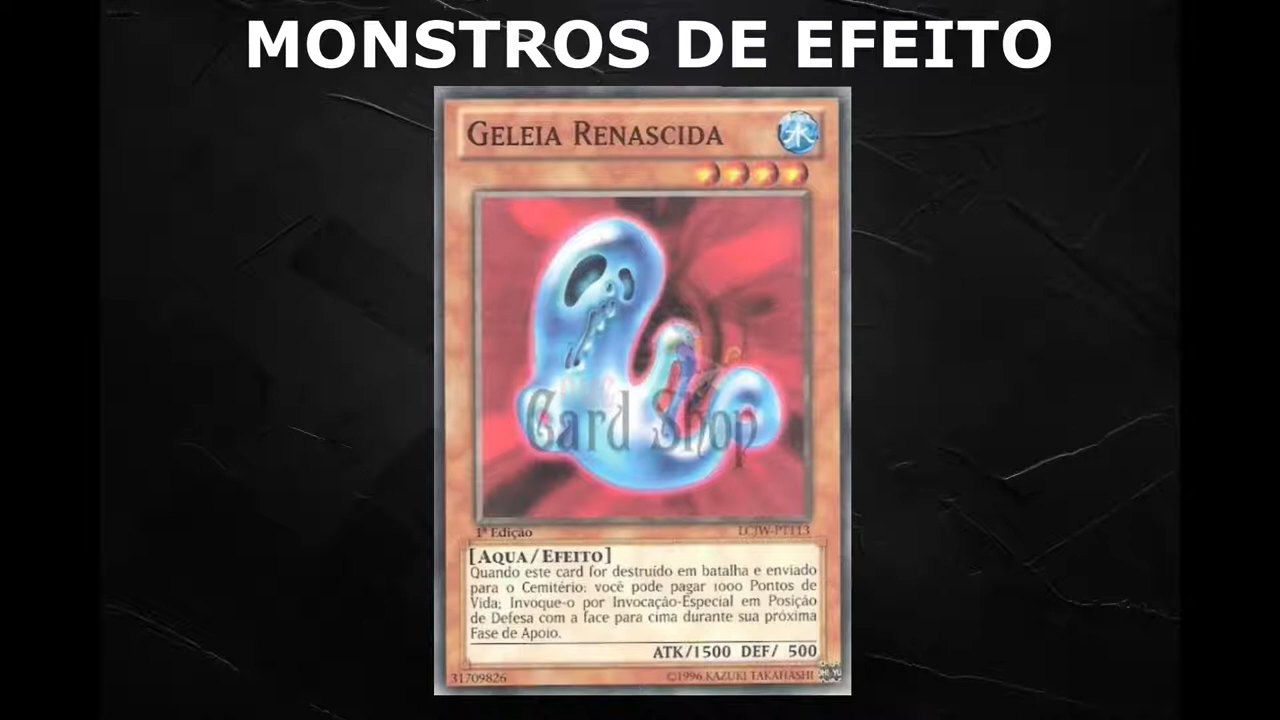 MONSTROS DE EFEITO
GELEIA RENASCIDA
水
Card Shop
1ª Edição
LCJW-PT113
[AQUA/EFEITO]
Quando este card for destruído em batalha e enviado
para o Cemitério: você pode pagar 1000 Pontos de
Vida; Invoque-o por Invocação-Especial em Posição
de Defesa com a face para cima durante sua próxima
Fase de Apoio.
ATK/1500 DEF/ 500
31709826
©1996 KAZUKI TAKAHASHI